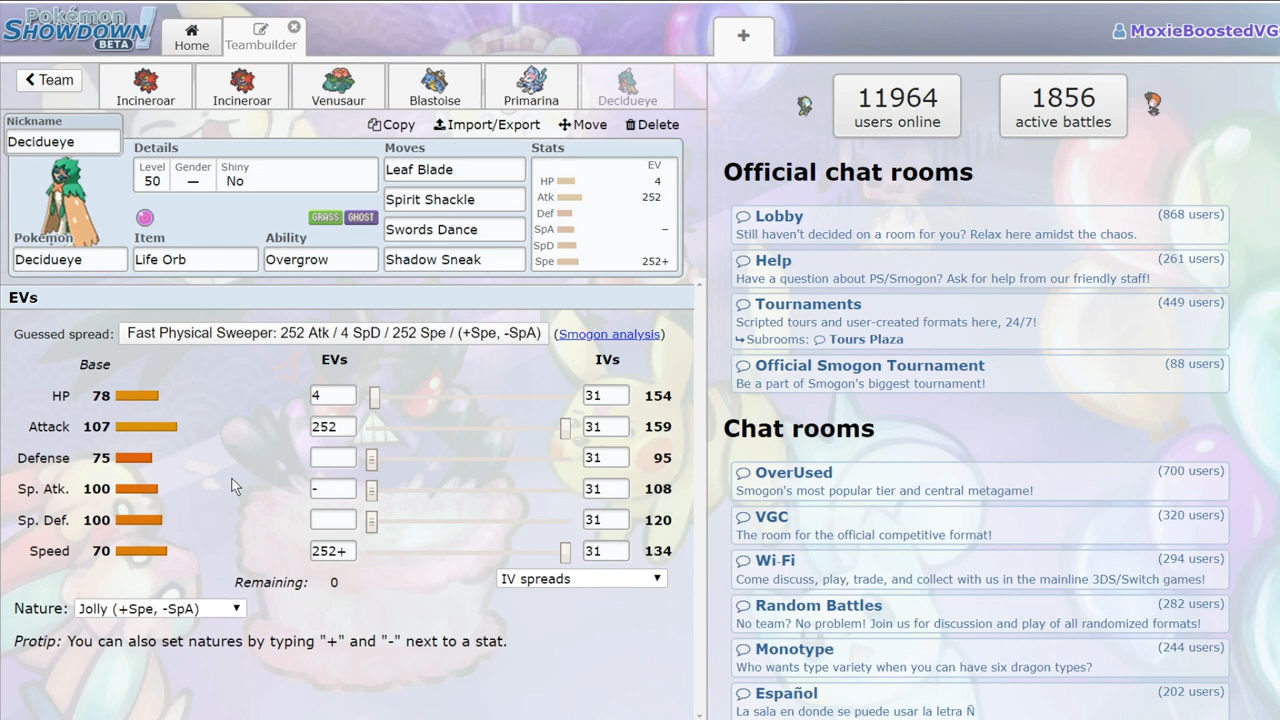 Pokémon
SHOWDOWN!
BETA
Home
Teambuilder
+
MoxieBoostedVG
Team
Incineroar
Incineroar
Venusaur
Blastoise
Primarina
Decidueye
Nickname
Decidueye
Copy
Import/Export
Move
Delete
Details
Level
50
Gender
—
Shiny
No
GRASS GHOST
Pokémon
Decidueye
Item
Life Orb
Ability
Overgrow
Moves
Leaf Blade
Spirit Shackle
Swords Dance
Shadow Sneak
Stats
EV
HP 4
Atk 252
Def
SpA –
SpD
Spe 252+
EVs
Guessed spread: Fast Physical Sweeper: 252 Atk / 4 SpD / 252 Spe / (+Spe, -SpA) (Smogon analysis)
Base EVs IVs
HP 78 4 31 154
Attack 107 252 31 159
Defense 75 31 95
Sp. Atk. 100 - 31 108
Sp. Def. 100 31 120
Speed 70 252+ 31 134
Remaining: 0
IV spreads
Nature: Jolly (+Spe, -SpA)
Protip: You can also set natures by typing "+" and "-" next to a stat.
11964
users online
1856
active battles
Official chat rooms
Lobby (868 users)
Still haven't decided on a room for you? Relax here amidst the chaos.
Help (261 users)
Have a question about PS/Smogon? Ask for help from our friendly staff!
Tournaments (449 users)
Scripted tours and user-created formats here, 24/7!
↳Subrooms: Tours Plaza
Official Smogon Tournament (88 users)
Be a part of Smogon's biggest tournament!
Chat rooms
OverUsed (700 users)
Smogon's most popular tier and central metagame!
VGC (320 users)
The room for the official competitive format!
Wi-Fi (294 users)
Come discuss, play, trade, and collect with us in the mainline 3DS/Switch games!
Random Battles (282 users)
No team? No problem! Join us for discussion and play of all randomized formats!
Monotype (244 users)
Who wants type variety when you can have six dragon types?
Español (202 users)
La sala en donde se puede usar la letra Ñ